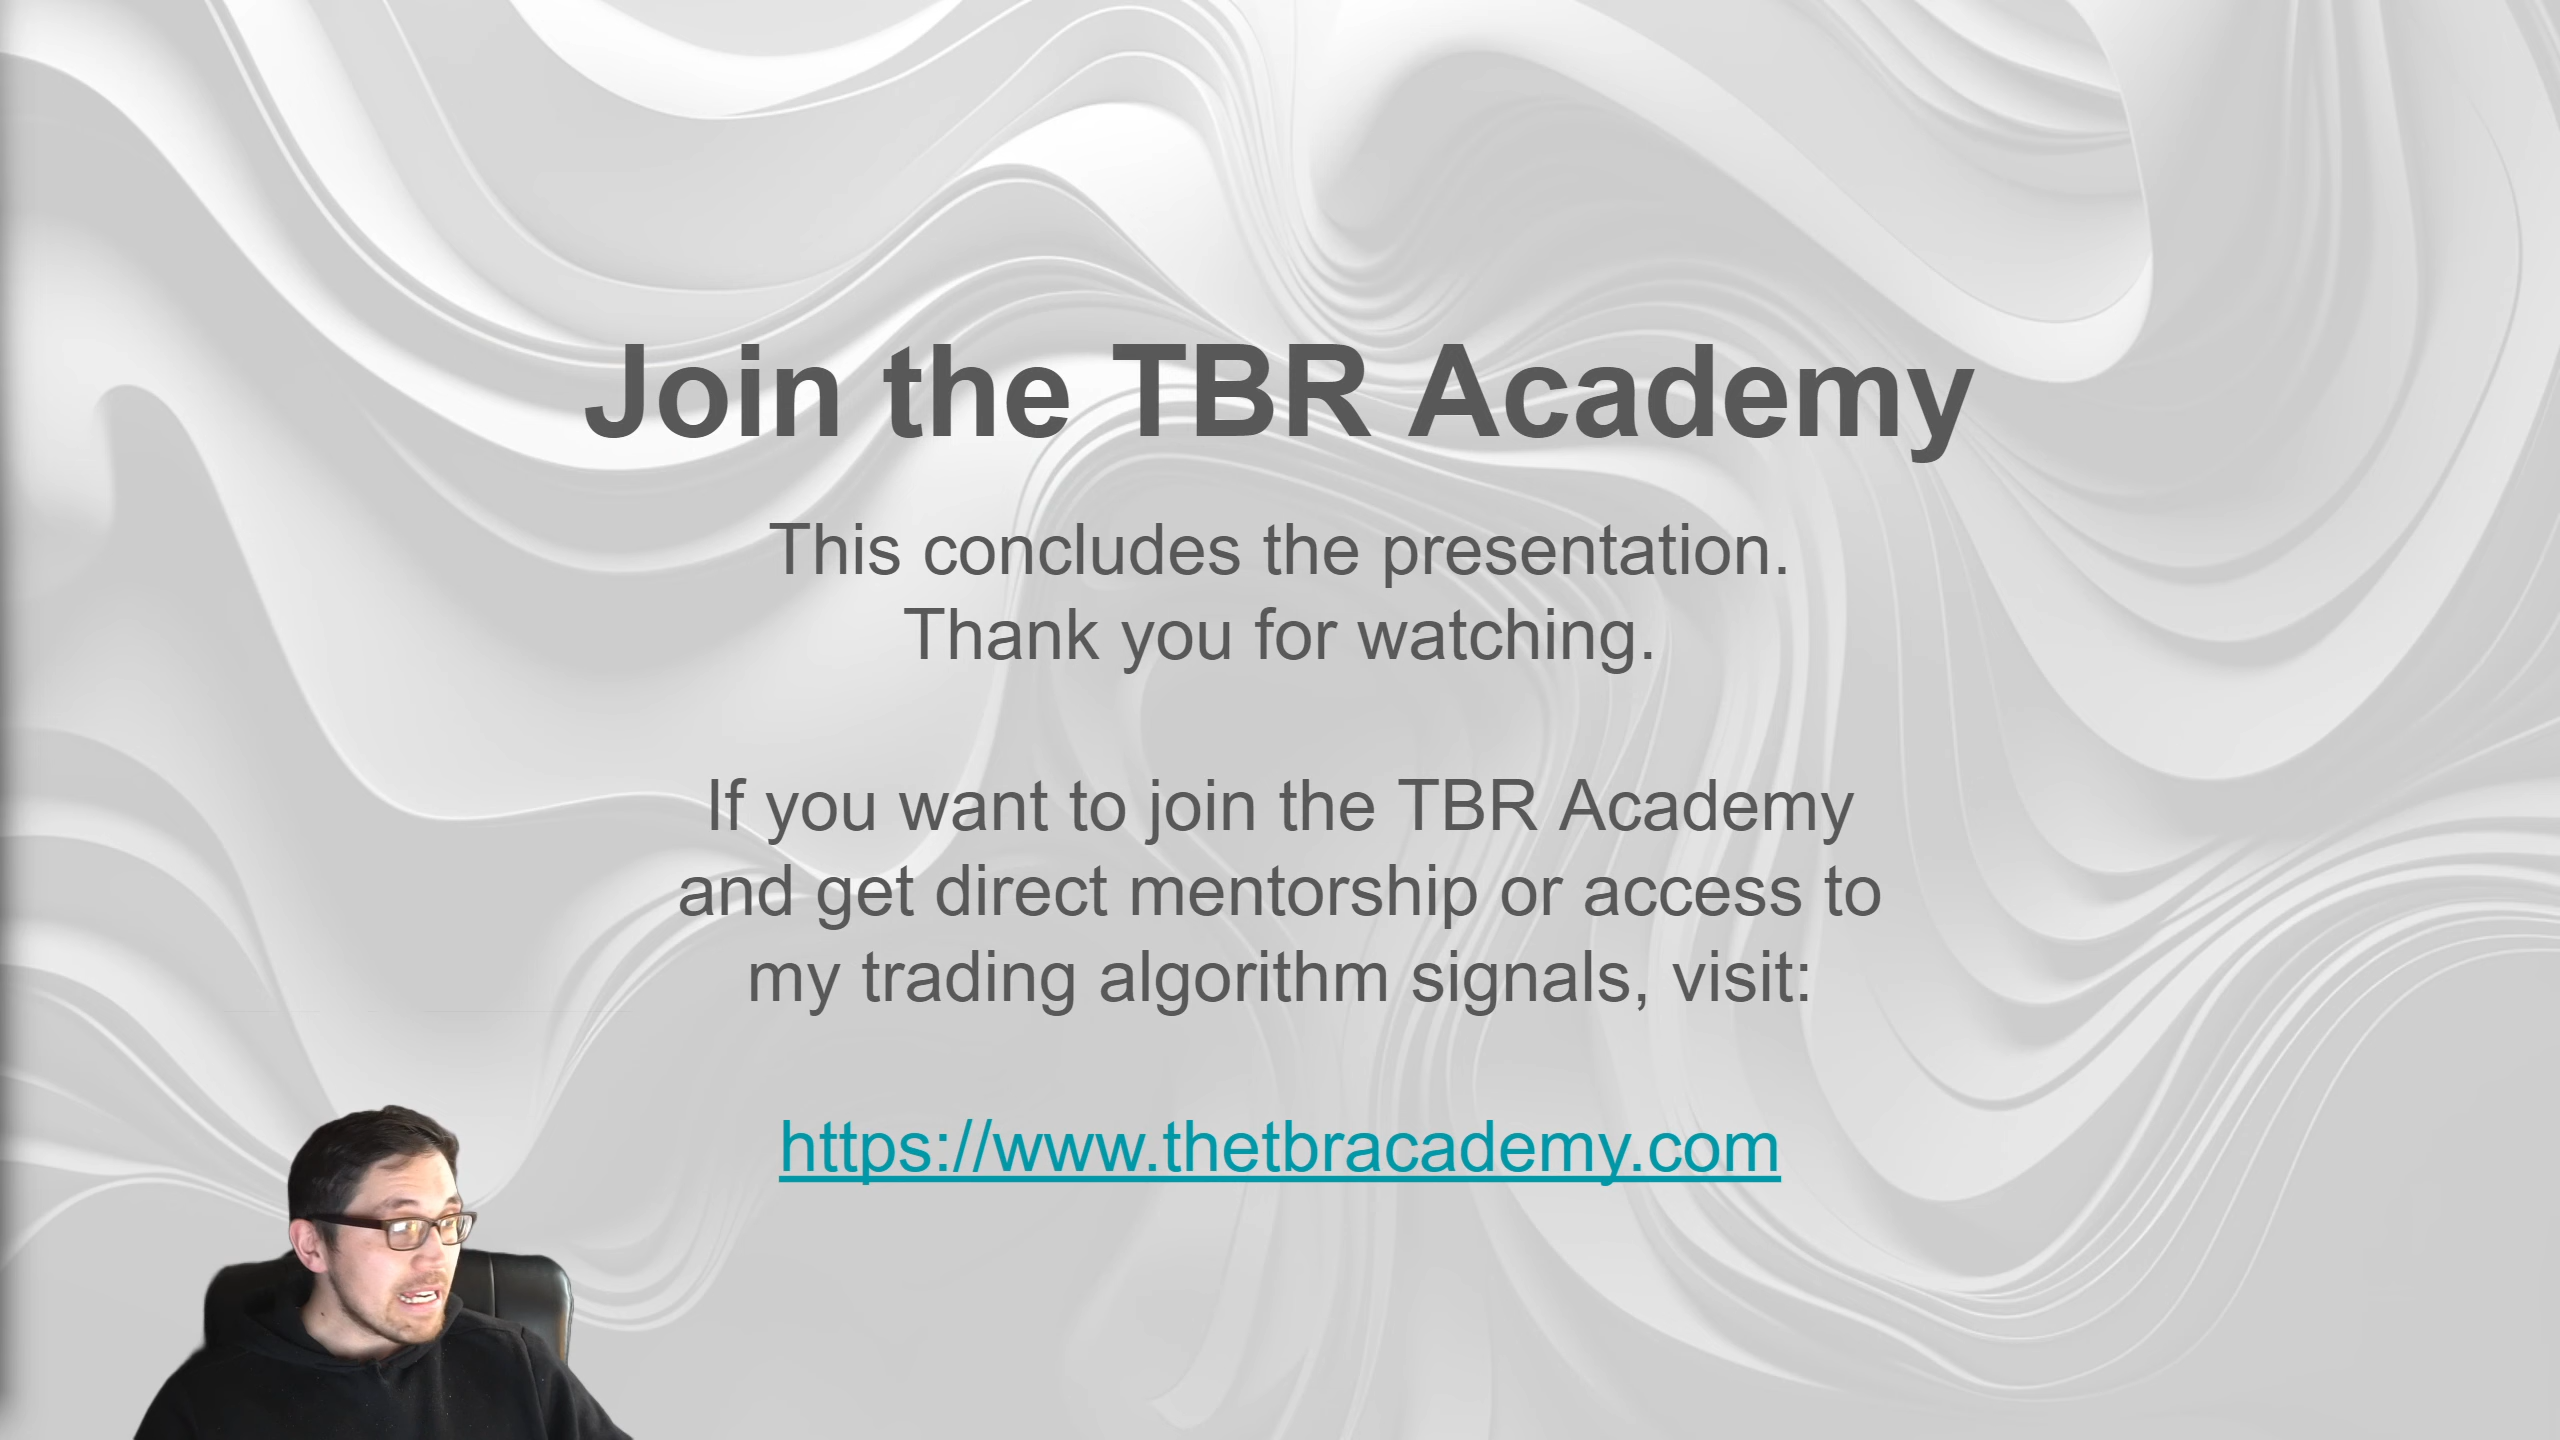 Join the TBR Academy
This concludes the presentation.
Thank you for watching.
If you want to join the TBR Academy
and get direct mentorship or access to
my trading algorithm signals, visit:
https://www.thetbracademy.com